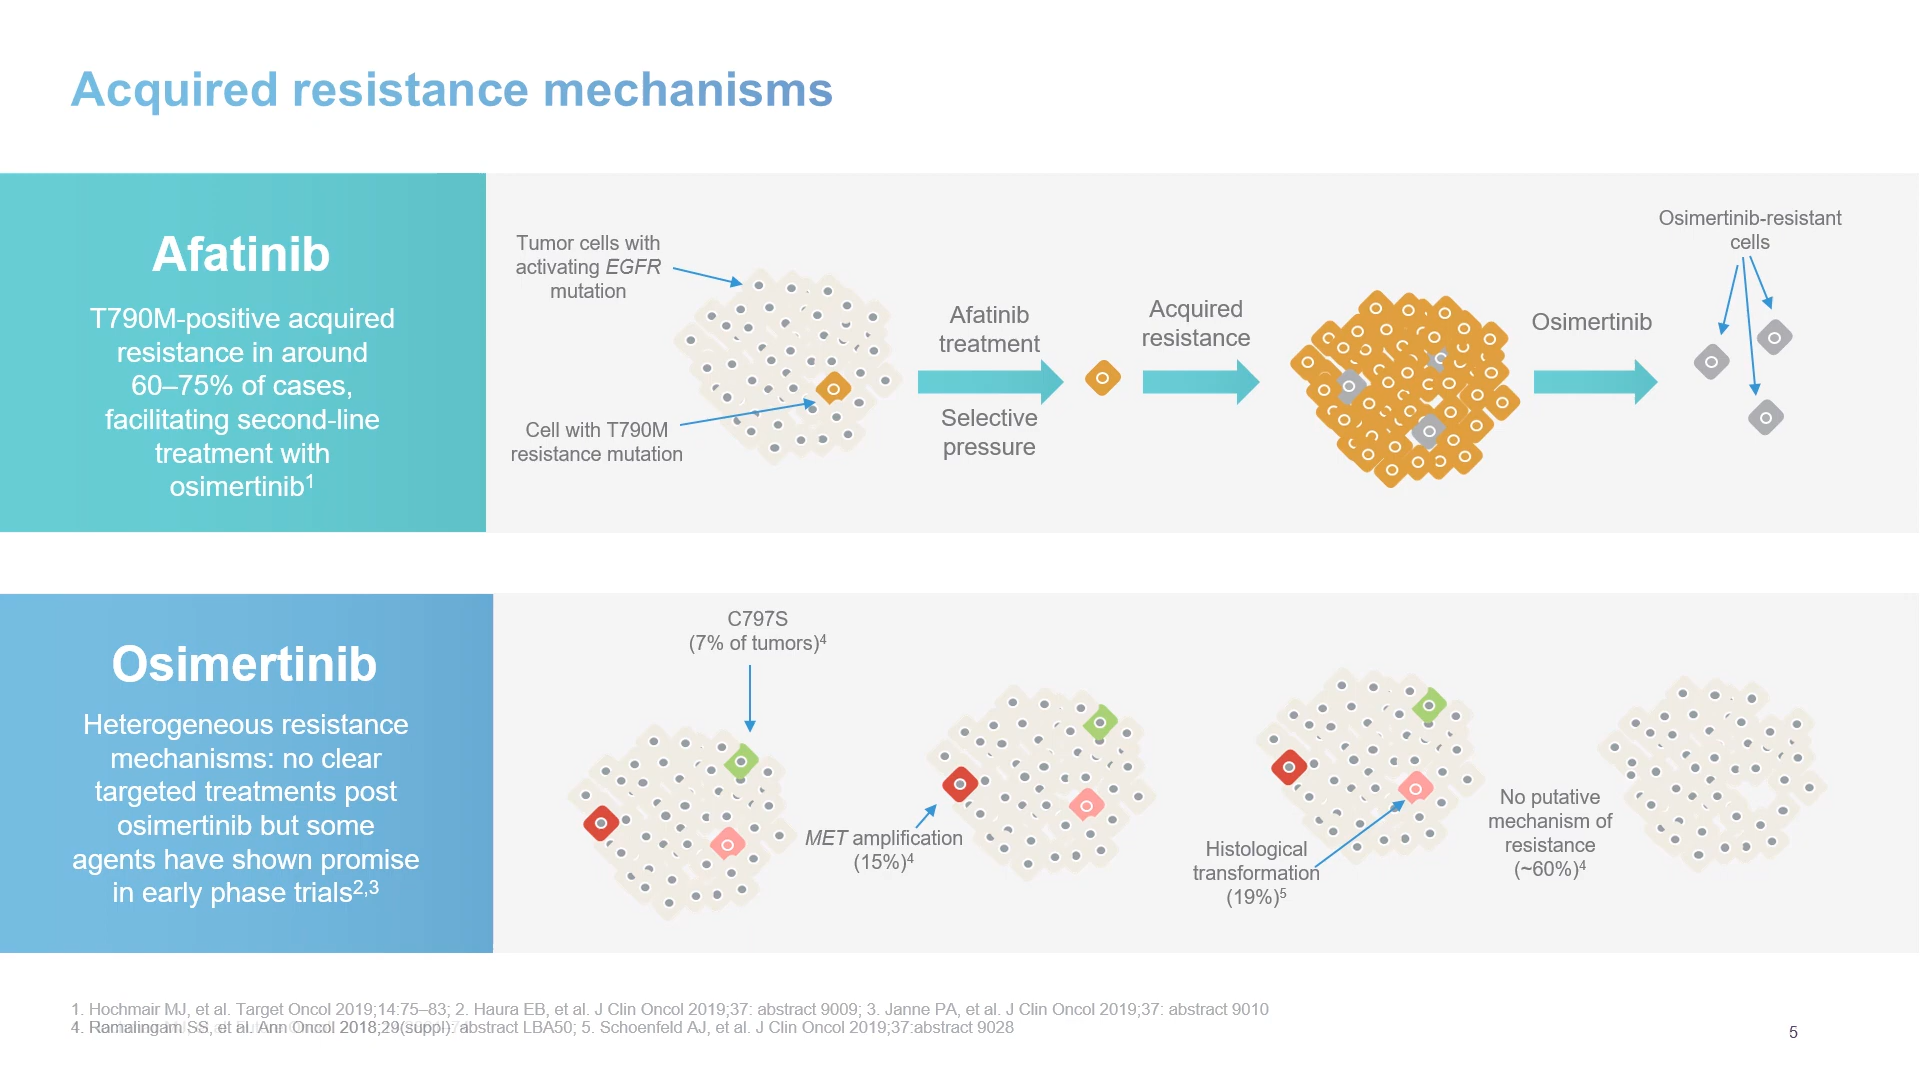 Acquired resistance mechanisms
Afatinib
T790M-positive acquired
resistance in around
60–75% of cases,
facilitating second-line
treatment with
osimertinib1
Tumor cells with
activating EGFR
mutation
Cell with T790M
resistance mutation
Afatinib
treatment
Selective
pressure
Acquired
resistance
Osimertinib
Osimertinib-resistant
cells
Osimertinib
Heterogeneous resistance
mechanisms: no clear
targeted treatments post
osimertinib but some
agents have shown promise
in early phase trials2,3
C797S
(7% of tumors)4
MET amplification
(15%)4
Histological
transformation
(19%)5
No putative
mechanism of
resistance
(~60%)4
1. Hochmair MJ, et al. Target Oncol 2019;14:75–83; 2. Haura EB, et al. J Clin Oncol 2019;37: abstract 9009; 3. Janne PA, et al. J Clin Oncol 2019;37: abstract 9010
4. Ramalingam SS, et al. Ann Oncol 2018;29(suppl): abstract LBA50; 5. Schoenfeld AJ, et al. J Clin Oncol 2019;37:abstract 9028
5